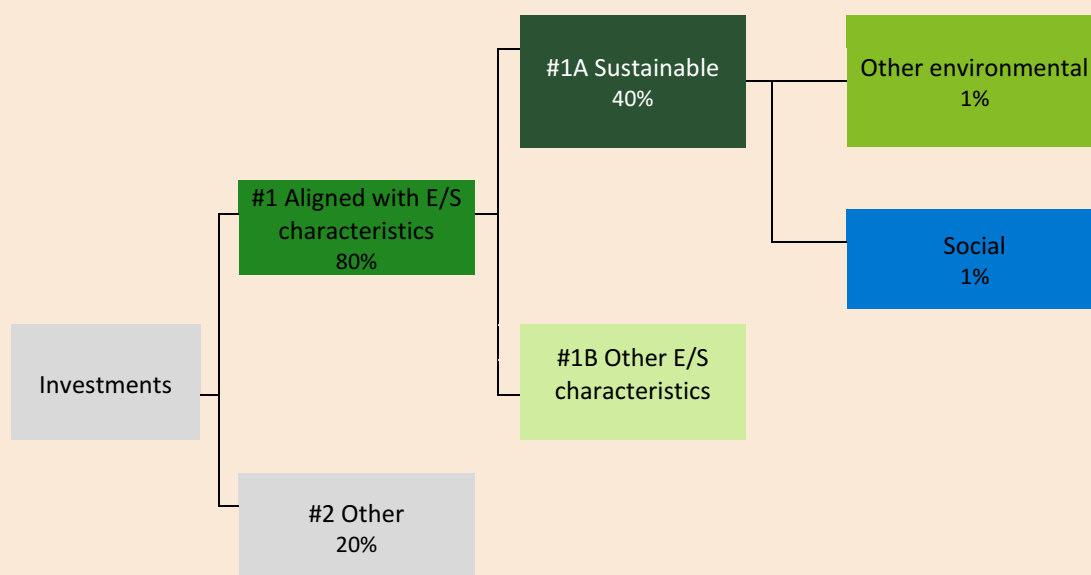 Investments
#1 Aligned with E/S
characteristics
80%
#2 Other
20%
#1A Sustainable
40%
#1B Other E/S
characteristics
Other environmental
1%
Social
1%